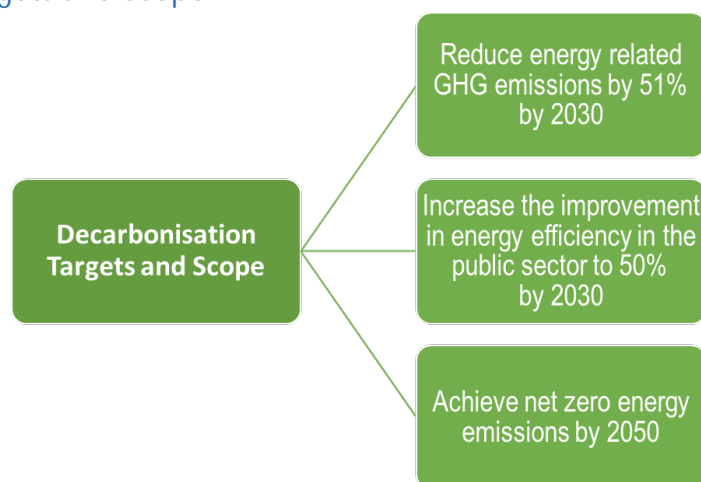 Decarbonisation
Targets and Scope
Reduce energy related
GHG emissions by 51%
by 2030
Increase the improvement
in energy efficiency in the
public sector to 50%
by 2030
Achieve net zero energy
emissions by 2050